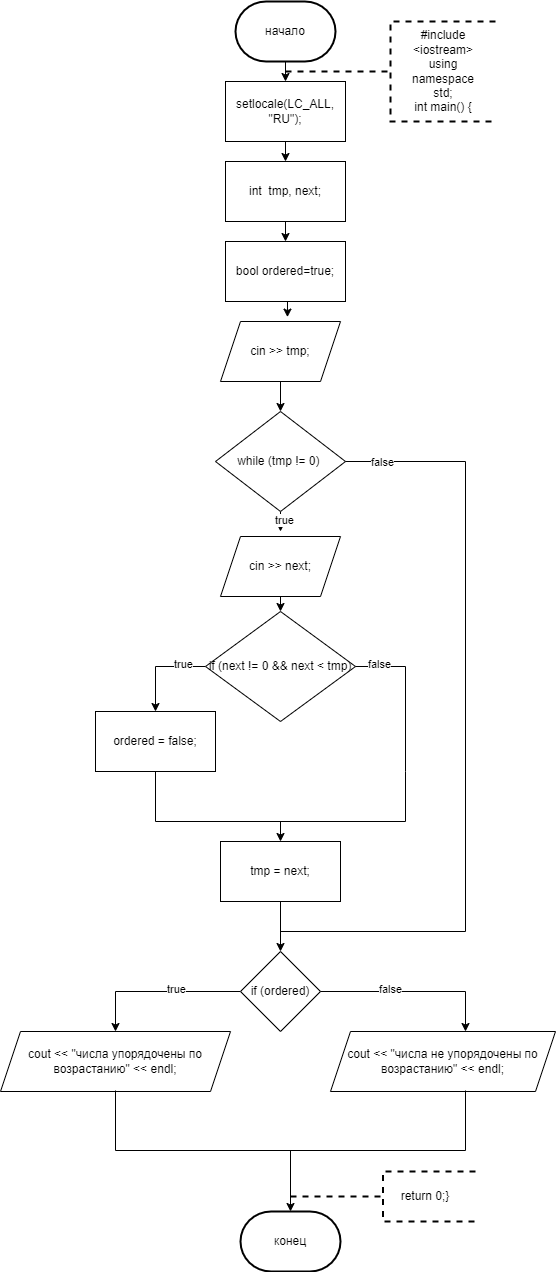 начало
#include
<iostream>
using
namespace
std;
int main() {
setlocale(LC_ALL,
"RU");
int tmp, next;
bool ordered=true;
cin >> tmp;
while (tmp != 0)
false
true
cin >> next;
true
if (next != 0 && next < tmp)
false
ordered = false;
tmp = next;
true
if (ordered)
false
cout << "числа упорядочены по
возрастанию" << endl;
cout << "числа не упорядочены по
возрастанию" << endl;
return 0;}
конец